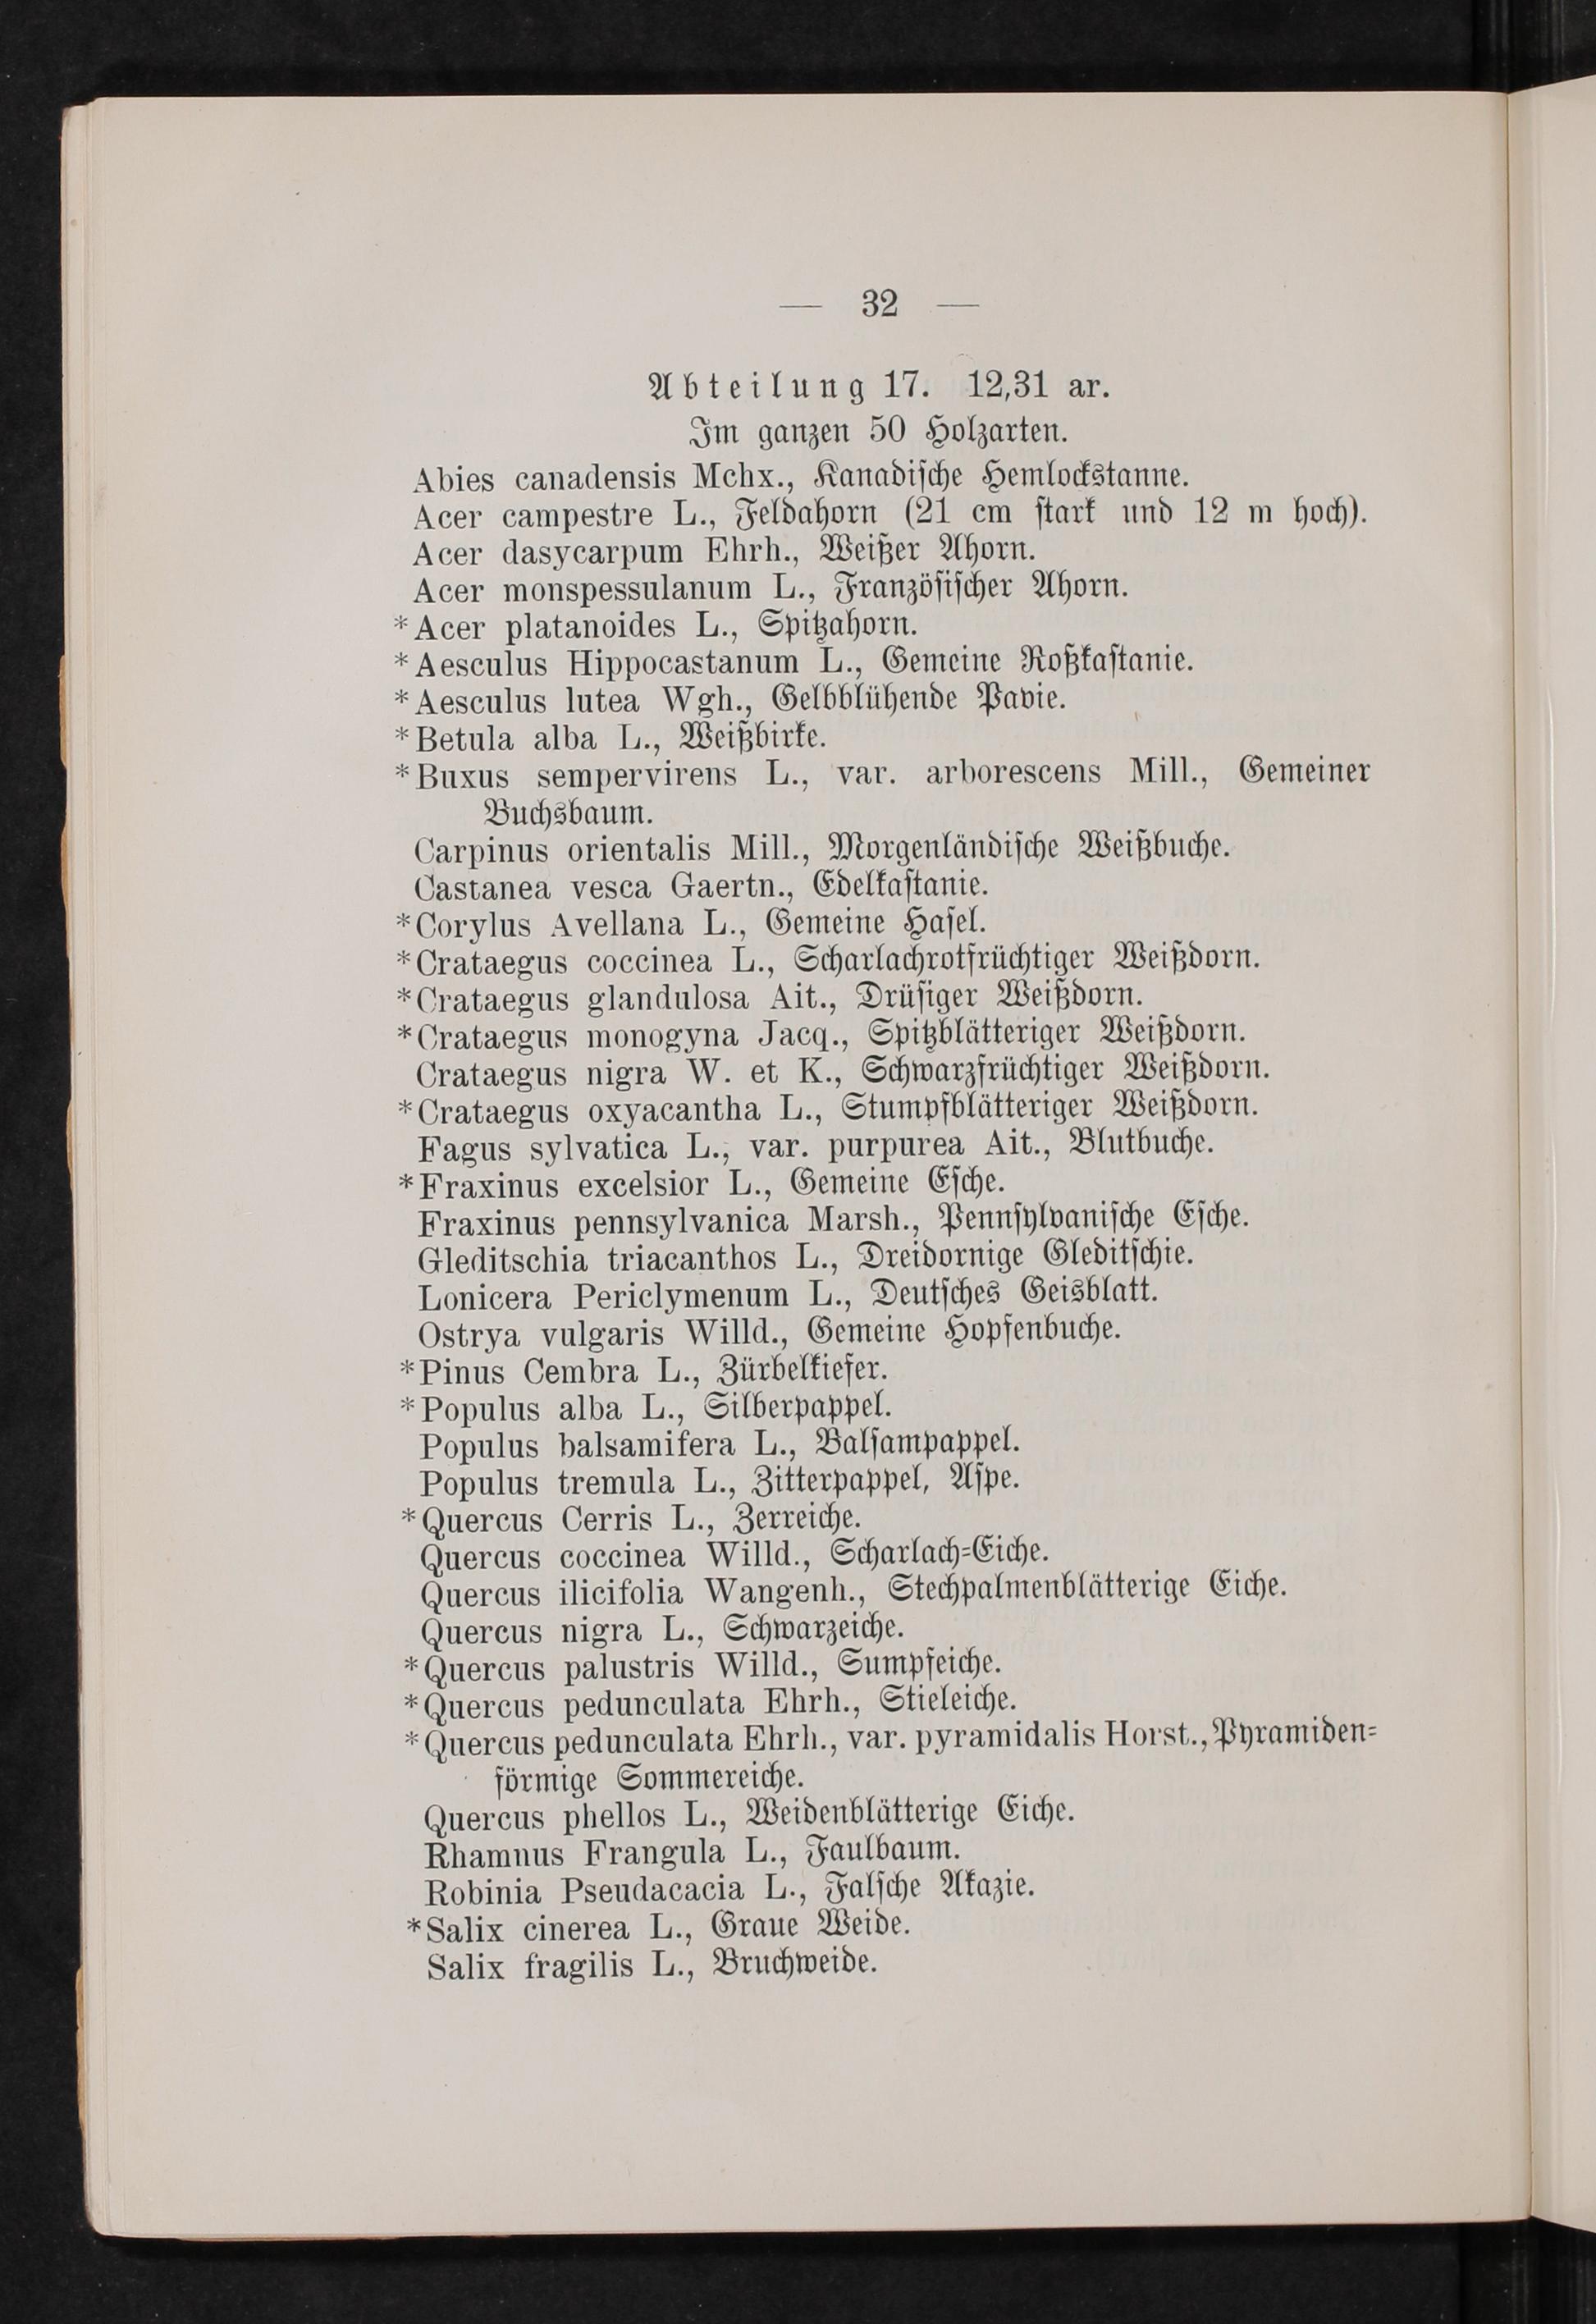 — 32 —
Abteilung 17. 12,31 ar.
Im ganzen 50 Holzarten.
Abies canadensis Mchx., Kanadiſche Hemlockstanne.
Acer campestre L., Feldahorn (21 cm ſtark und 12 m hoch).
Acer dasycarpum Ehrh., Weißer Ahorn.
Acer monspessulanum L., Franzöſiſcher Ahorn.
*Acer platanoides L., Spitzahorn.
*Aesculus Hippocastanum L., Gemeine Roßkaſtanie.
*Aesculus lutea Wgh., Gelbblühende Pavie.
*Betula alba L., Weißbirke.
*Buxus sempervirens L., var. arborescens Mill., Gemeiner
Buchsbaum.
Carpinus orientalis Mill., Morgenländiſche Weißbuche.
Castanea vesca Gaertn., Edelkaſtanie.
*Corylus Avellana L., Gemeine Haſel.
*Crataegus coccinea L., Scharlachrotfrüchtiger Weißdorn.
*Crataegus glandulosa Ait., Drüſiger Weißdorn.
*Crataegus monogyna Jacq., Spitzblätteriger Weißdorn.
Crataegus nigra W. et K., Schwarzfrüchtiger Weißdorn.
*Crataegus oxyacantha L., Stumpfblätteriger Weißdorn.
Fagus sylvatica L., var. purpurea Ait., Blutbuche.
*Fraxinus excelsior L., Gemeine Eſche.
Fraxinus pennsylvanica Marsh., Pennſylvaniſche Eſche.
Gleditschia triacanthos L., Dreidornige Gleditſchie.
Lonicera Periclymenum L., Deutſches Geisblatt.
Ostrya vulgaris Willd., Gemeine Hopfenbuche.
*Pinus Cembra L., Zürbelkiefer.
*Populus alba L., Silberpappel.
Populus balsamifera L., Balſampappel.
Populus tremula L., Zitterpappel, Aſpe.
*Quercus Cerris L., Zerreiche.
Quercus coccinea Willd., Scharlach=Eiche.
Quercus ilicifolia Wangenh., Stechpalmenblätterige Eiche.
Quercus nigra L., Schwarzeiche.
*Quercus palustris Willd., Sumpfeiche.
*Quercus pedunculata Ehrh., Stieleiche.
*Quercus pedunculata Ehrh., var. pyramidalis Horst., Pyramiden=
förmige Sommereiche.
Quercus phellos L., Weidenblätterige Eiche.
Rhamnus Frangula L., Faulbaum.
Robinia Pseudacacia L., Falſche Akazie.
*Salix cinerea L., Graue Weide.
Salix fragilis L., Bruchweide.